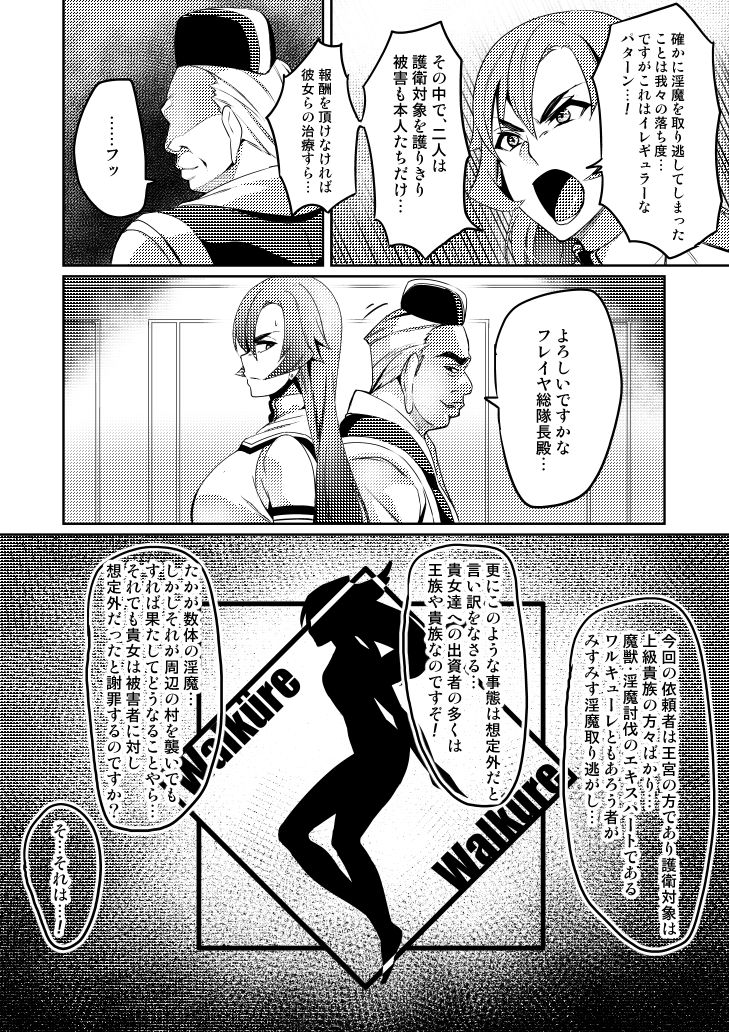 確かに淫魔を取り逃してしまった
ことは我々の落ち度…
ですがこれはイレギュラーな
パターン…!
その中で、二人は
護衛対象を護りきり
被害も本人たちだけ…
報酬を頂けなければ
彼女らの治療すら…
……フッ
よろしいですかな
フレイヤ総隊長殿…
今回の依頼者は王宮の方であり護衛対象は
上級貴族の方々ばかり…
魔獣・淫魔討伐のエキスパートである
ワルキューレともあろう者が
みすみす淫魔取り逃がし…
更にこのような事態は想定外だと
言い訳をなさる…
貴女達への出資者の多くは
王族や貴族なのですぞ!
たかが数体の淫魔…
しかしそれが周辺の村を襲いでも
すれば果たしてどうなることやら…
それでも貴女は被害者に対し
想定外だったと謝罪するのですか?
そ…それは…!
Walküre
Walküre